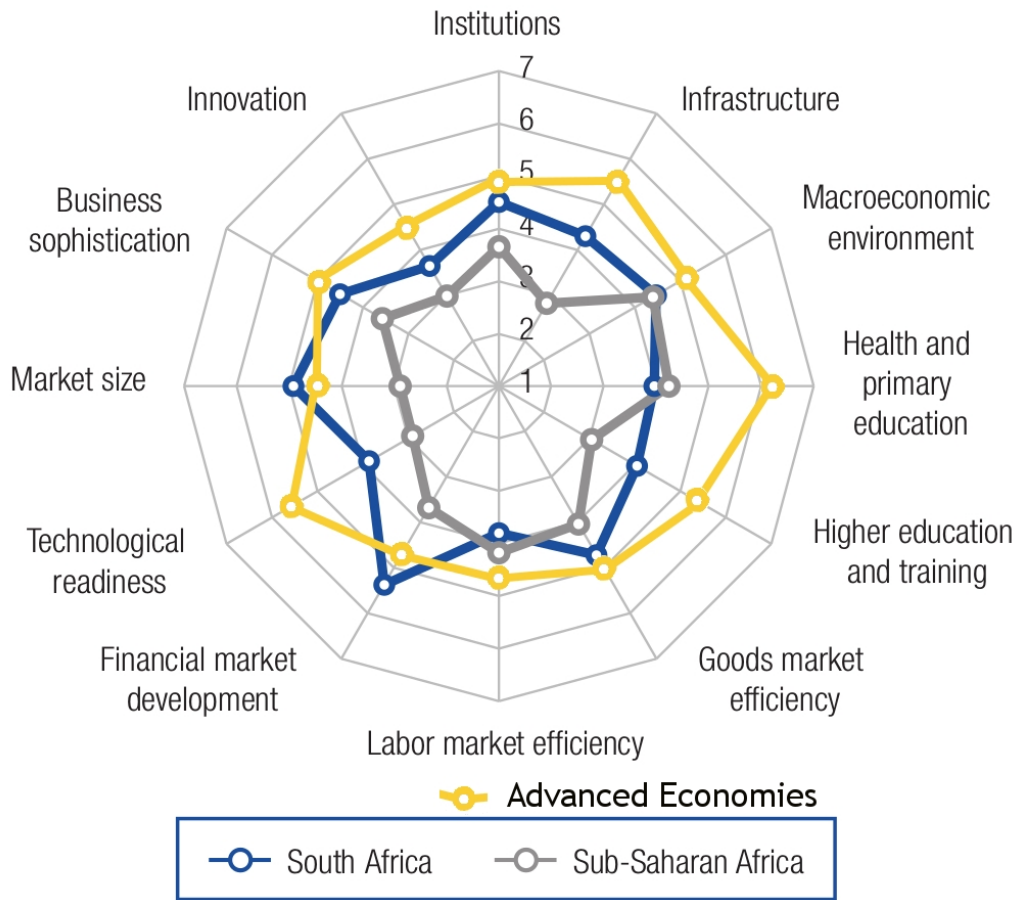 Institutions
7
Innovation
Infrastructure
6
5
Business
sophistication
Macroeconomic
environment
4
3
2
Market size
1
Health and
primary
education
Technological
readiness
Higher education
and training
Financial market
development
Goods market
efficiency
Labor market efficiency
Advanced Economies
South Africa
Sub-Saharan Africa